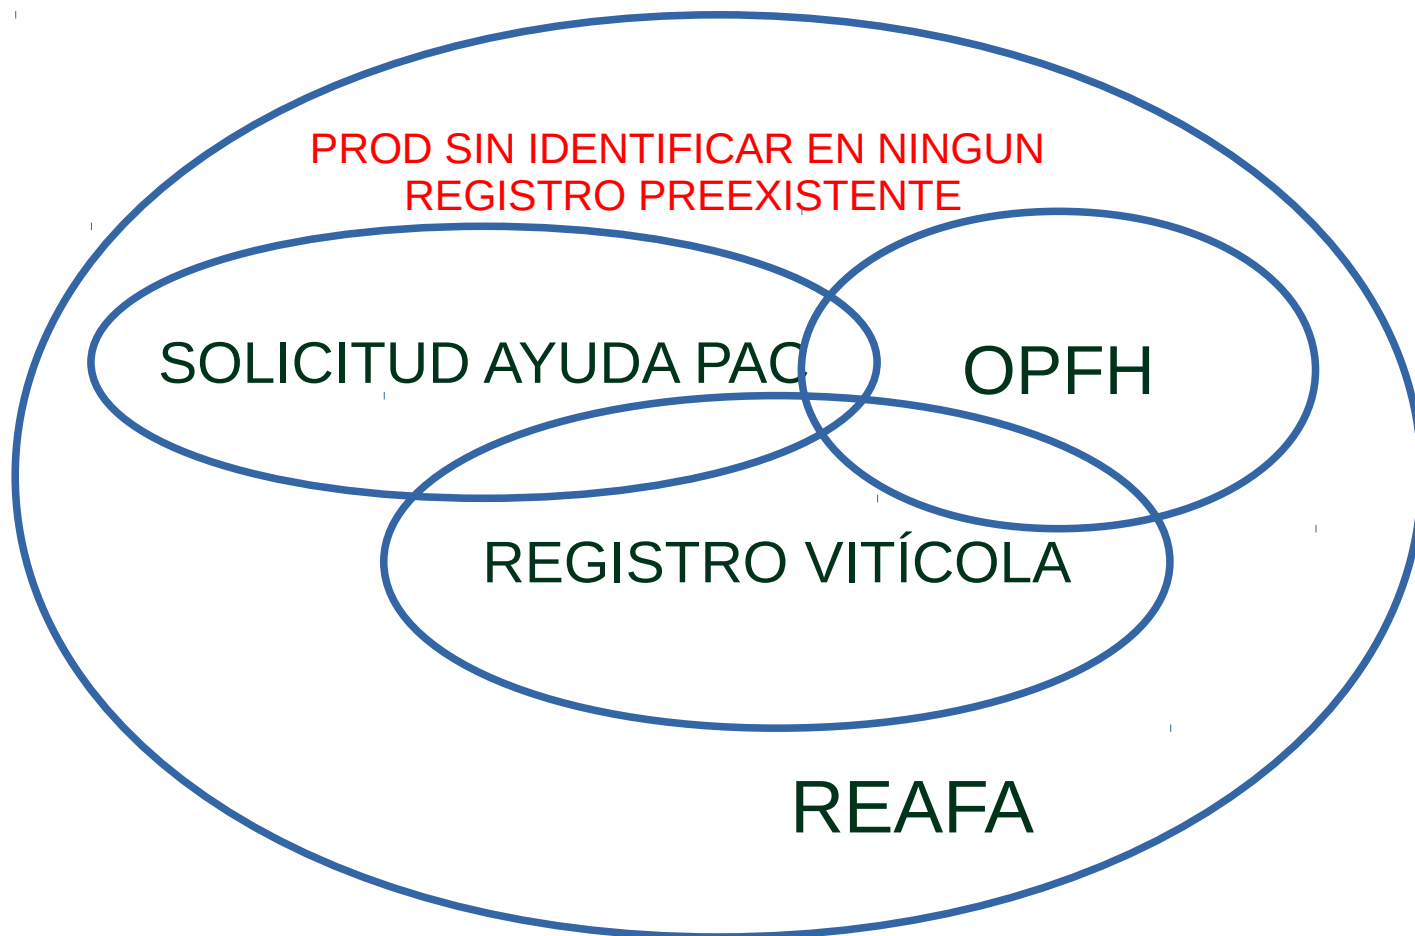 PROD SIN IDENTIFICAR EN NINGUN
REGISTRO PREEXISTENTE
SOLICITUD AYUDA PAC
OPFH
REGISTRO VITÍCOLA
REAFA